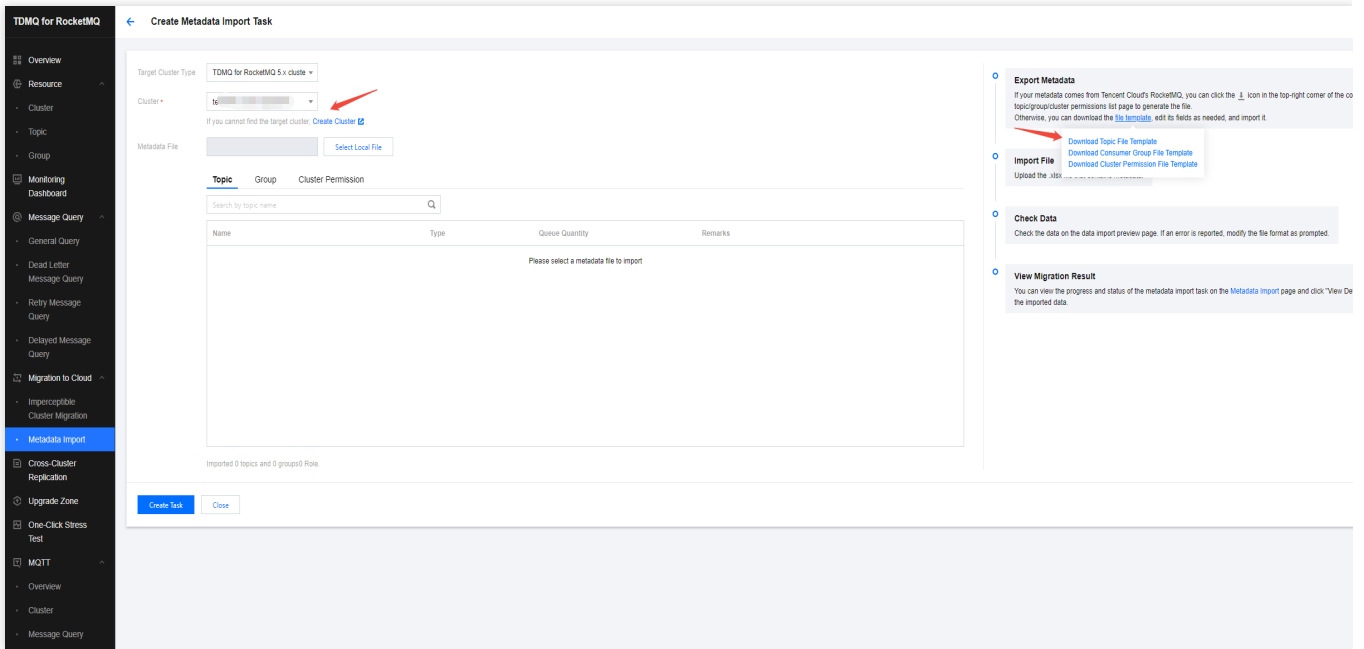 TDMQ for RocketMQ
Overview
Resource
Cluster
Topic
Group
Monitoring
Dashboard
Message Query
General Query
Dead Letter
Message Query
Retry Message
Query
Delayed Message
Query
Migration to Cloud
Imperceptible
Cluster Migration
Metadata Import
Cross-Cluster
Replication
Upgrade Zone
One-Click Stress
Test
MQTT
Overview
Cluster
Message Query
Create Metadata Import Task
Target Cluster Type TDMQ for RocketMQ 5.x cluste
Cluster * te
If you cannot find the target cluster, Create Cluster
Metadata File Select Local File
Topic Group Cluster Permission
Search by topic name
Name Type Queue Quantity Remarks
Please select a metadata file to import
Imported 0 topics and 0 groups0 Role.
Create Task Close
Export Metadata
If your metadata comes from Tencent Cloud's RocketMQ, you can click the icon in the top-right corner of the co
topic/group/cluster permissions list page to generate the file.
Otherwise, you can download the file template, edit its fields as needed, and import it.
Download Topic File Template
Download Consumer Group File Template
Download Cluster Permission File Template
Import File
Upload the .xlsx
Check Data
Check the data on the data import preview page. If an error is reported, modify the file format as prompted.
View Migration Result
You can view the progress and status of the metadata import task on the Metadata Import page and click "View De
the imported data.